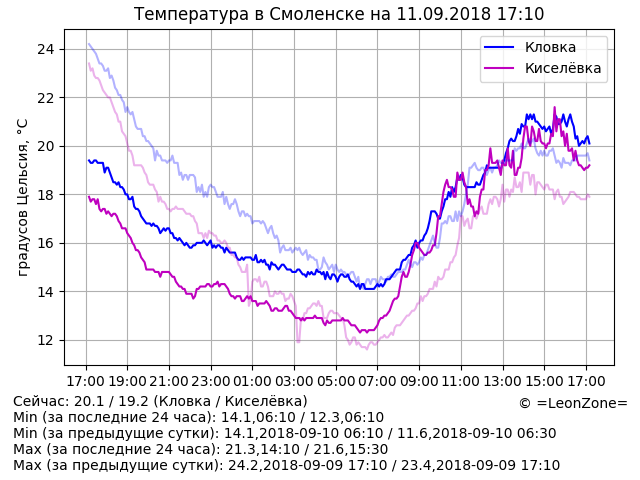 Температура в Смоленске на 11.09.2018 17:10
Кловка
Киселёвка
градусов Цельсия, °C
24
22
20
18
16
14
12
17:00 19:00 21:00 23:00 01:00 03:00 05:00 07:00 09:00 11:00 13:00 15:00 17:00
Сейчас: 20.1 / 19.2 (Кловка / Киселёвка)
© =LeonZone=
Min (за последние 24 часа): 14.1,06:10 / 12.3,06:10
Min (за предыдущие сутки): 14.1,2018-09-10 06:10 / 11.6,2018-09-10 06:30
Max (за последние 24 часа): 21.3,14:10 / 21.6,15:30
Max (за предыдущие сутки): 24.2,2018-09-09 17:10 / 23.4,2018-09-09 17:10